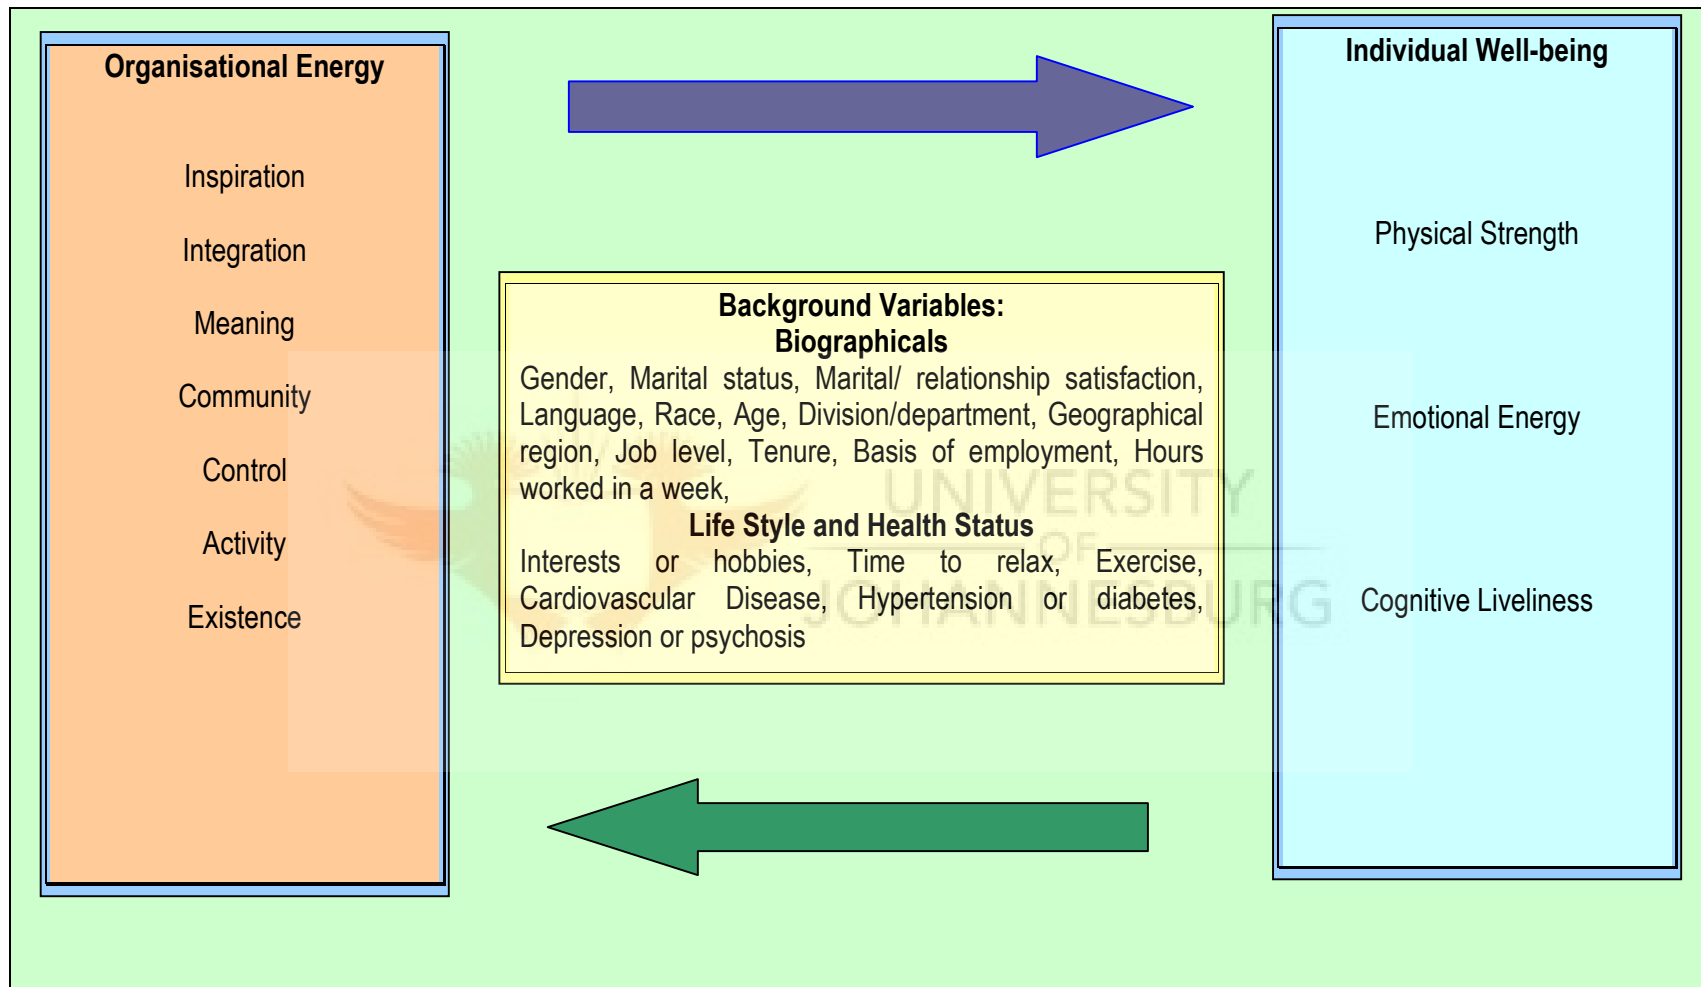 Organisational Energy
Inspiration
Integration
Meaning
Community
Control
Activity
Existence
Background Variables:
Biographicals
Gender, Marital status, Marital/ relationship satisfaction,
Language, Race, Age, Division/department, Geographical
region, Job level, Tenure, Basis of employment, Hours
worked in a week,
Life Style and Health Status
Interests or hobbies, Time to relax, Exercise,
Cardiovascular Disease, Hypertension or diabetes,
Depression or psychosis
Individual Well-being
Physical Strength
Emotional Energy
Cognitive Liveliness
UNIVERSITY
OF
JOHANNESBURG